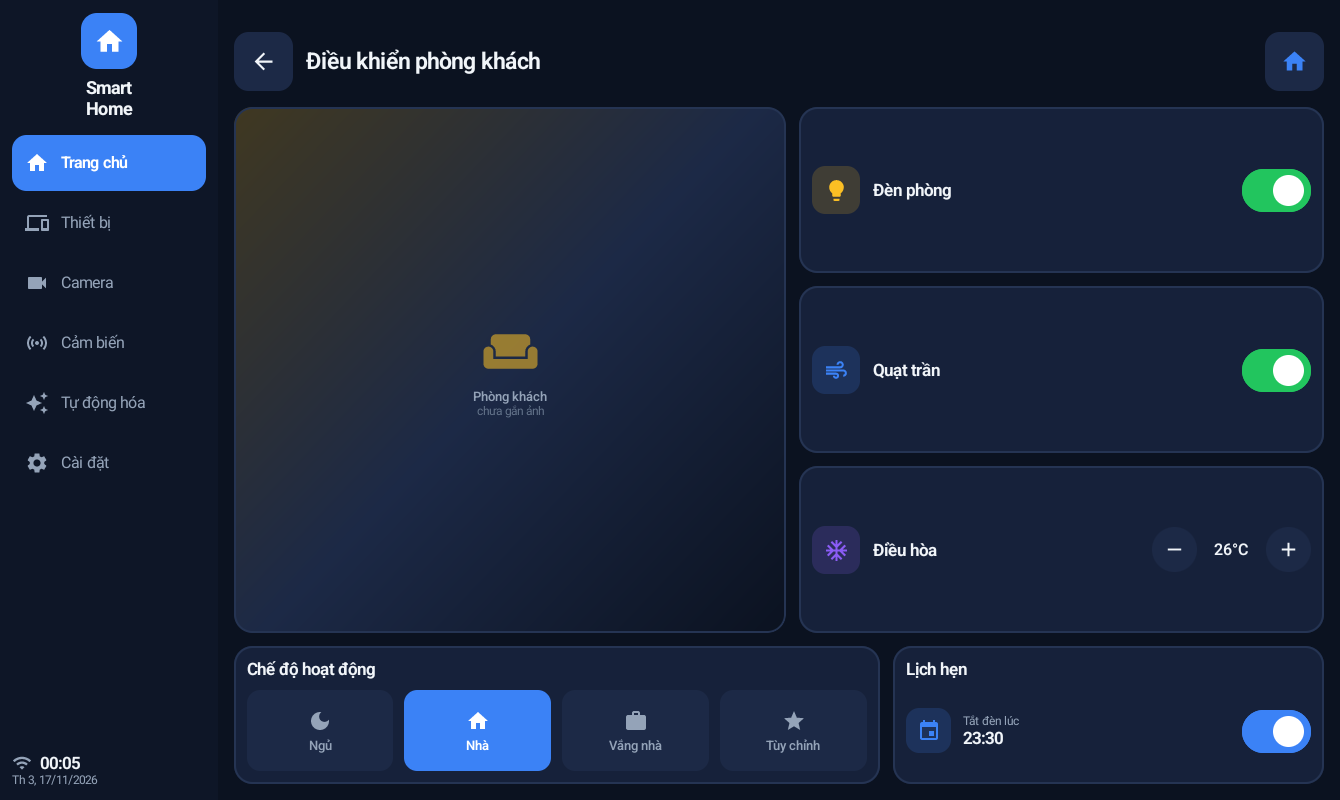 Smart
Home
Trang chủ
Thiết bị
Camera
Cảm biến
Tự động hóa
Cài đặt
00:05
Th 3, 17/11/2026
Điều khiển phòng khách
Phòng khách
chưa gắn ảnh
Đèn phòng
Quạt trần
Điều hòa
26°C
Chế độ hoạt động
Ngủ
Nhà
Vắng nhà
Tùy chỉnh
Lịch hẹn
Tắt đèn lúc
23:30